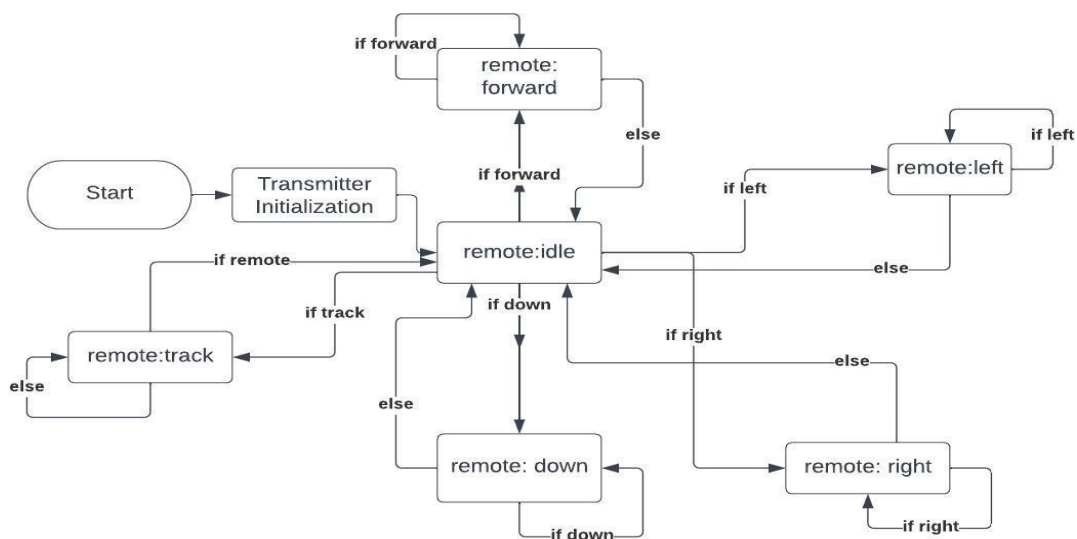 if forward
remote:
forward
else
if forward
Start
Transmitter
Initialization
remote:idle
if left
remote:left
if left
else
if remote
if track
remote:track
else
if down
if right
else
else
remote: down
if down
remote: right
if right